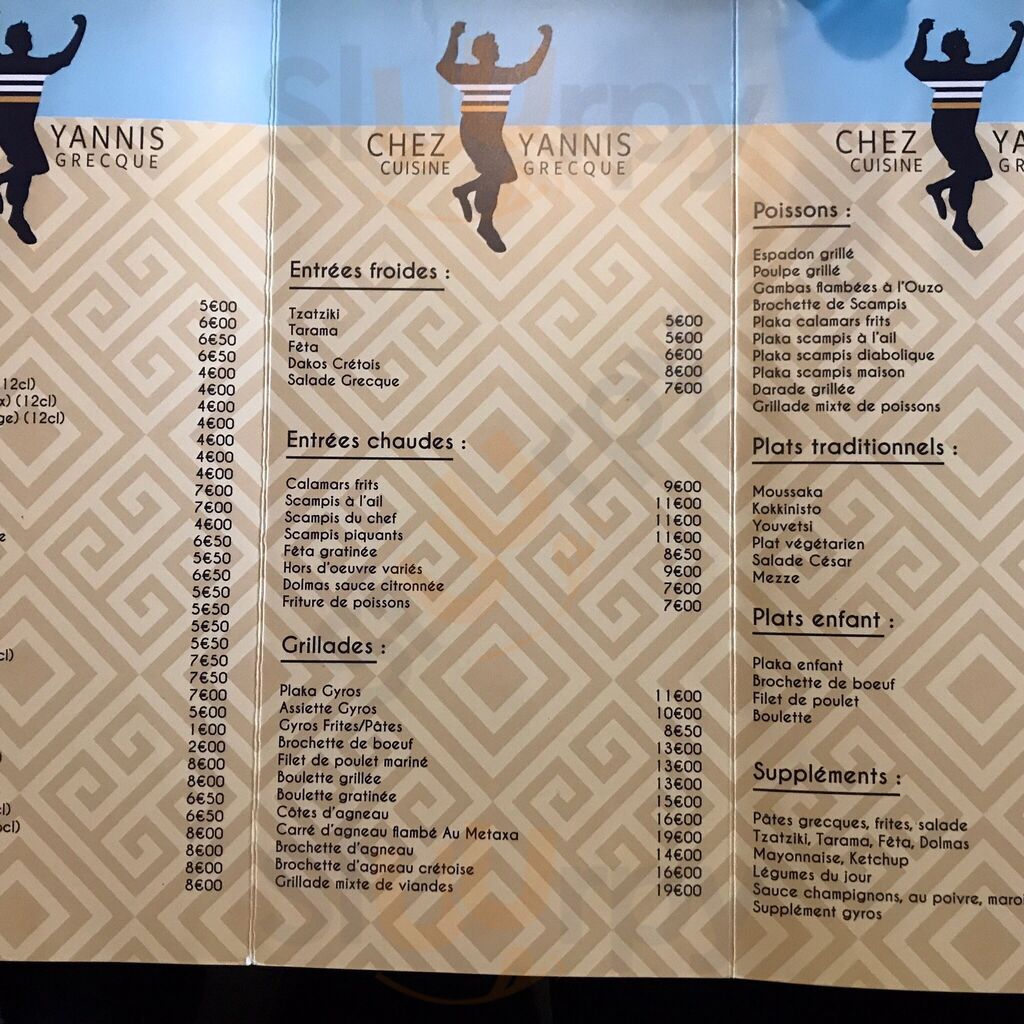 YANNIS
GRECQUE
5€00
6€00
6€50
6€50
4€00
12cl) 4€00
x) (12cl) 4€00
ge) (12cl) 4€00
4€00
4€00
4€00
7€00
7€00
4€00
e 6€50
5€50
6€50
5€50
5€50
5€50
5€50
cl) 7€50
7€50
7€00
5€00
1€00
2€00
) 8€00
8€00
6€50
cl) 6€50
cl) 8€00
8€00
8€00
8€00
CHEZ YANNIS
CUISINE GRECQUE
Entrées froides :
Tzatziki 5€00
Tarama 5€00
Fêta 6€00
Dakos Crétois 8€00
Salade Grecque 7€00
Entrées chaudes :
Calamars frits 9€00
Scampis à l'ail 11€00
Scampis du chef 11€00
Scampis piquants 11€00
Fêta gratinée 8€50
Hors d'oeuvre variés 9€00
Dolmas sauce citronnée 7€00
Friture de poissons 7€00
Grillades :
Plaka Gyros 11€00
Assiette Gyros 10€00
Gyros Frites/Pâtes 8€50
Brochette de boeuf 13€00
Filet de poulet mariné 13€00
Boulette grillée 13€00
Boulette gratinée 15€00
Côtes d'agneau 16€00
Carré d'agneau flambé Au Metaxa 19€00
Brochette d'agneau 14€00
Brochette d'agneau crétoise 16€00
Grillade mixte de viandes 19€00
CHEZ YA
CUISINE GR
Poissons :
Espadon grillé
Poulpe grillé
Gambas flambées à l'Ouzo
Brochette de Scampis
Plaka calamars frits
Plaka scampis à l'ail
Plaka scampis diabolique
Plaka scampis maison
Darade grillée
Grillade mixte de poissons
Plats traditionnels :
Moussaka
Kokkinisto
Youvetsi
Plat végétarien
Salade César
Mezze
Plats enfant :
Plaka enfant
Brochette de boeuf
Filet de poulet
Boulette
Suppléments :
Pâtes grecques, frites, salade
Tzatziki, Tarama, Fêta, Dolmas
Mayonnaise, Ketchup
Légumes du jour
Sauce champignons, au poivre, maro
Supplément gyros
Slurrpy